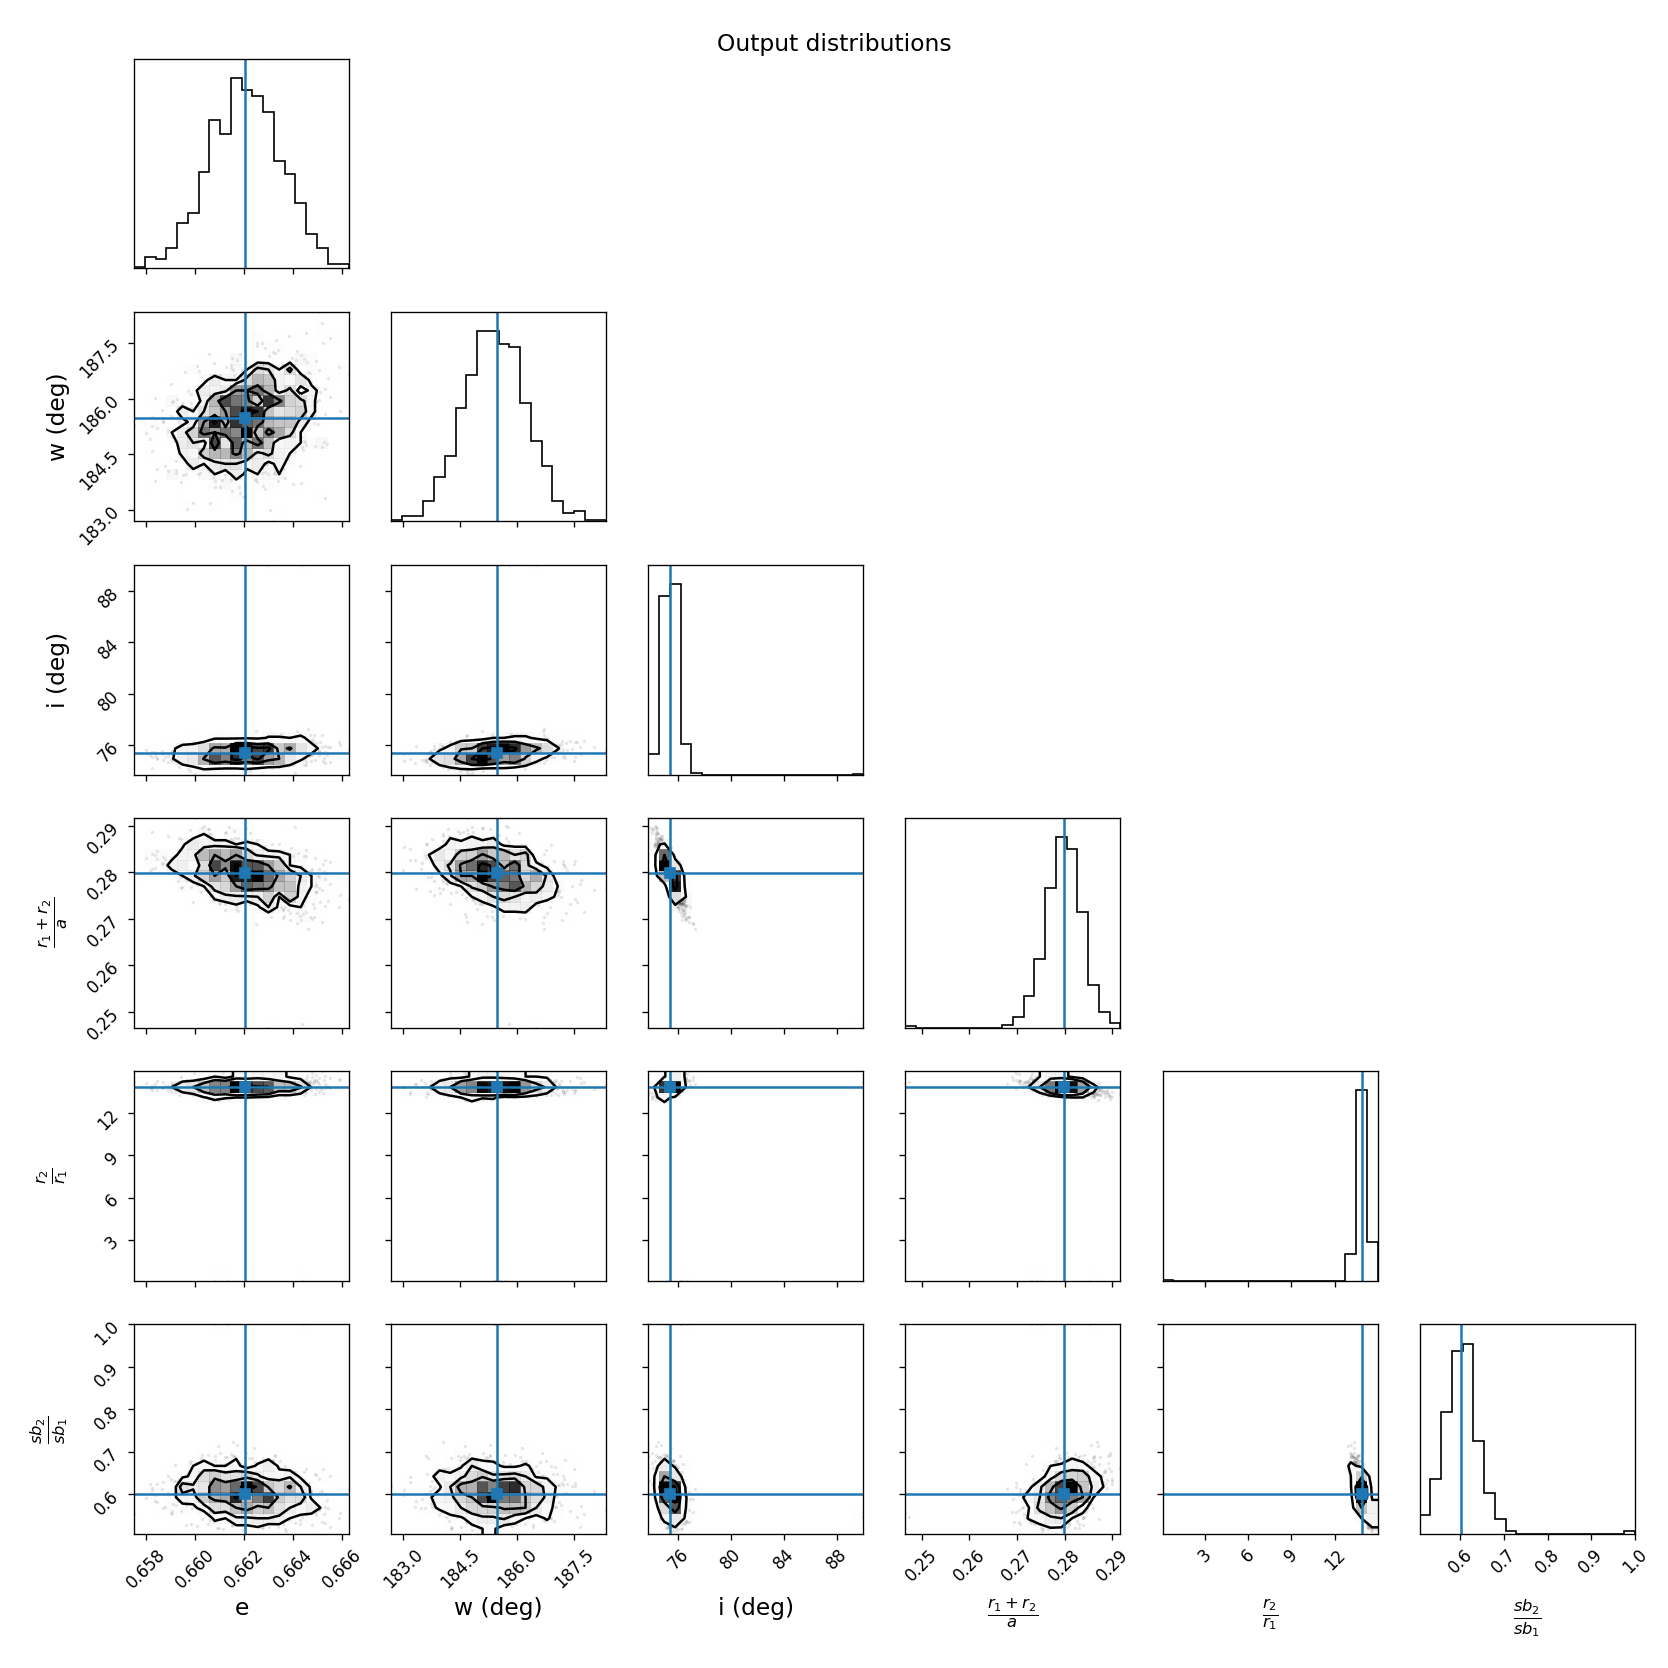 Output distributions
w (deg)
187.5
186.0
184.5
183.0
i (deg)
88
84
80
76
r₁ + r₂
a
0.29
0.28
0.27
0.26
0.25
r₂
r₁
12
9
6
3
sb₂
sb₁
1.0
0.9
0.8
0.7
0.6
0.658 0.660 0.662 0.664 0.666 183.0 184.5 186.0 187.5 76 80 84 88 0.25 0.26 0.27 0.28 0.29 3 6 9 12 0.6 0.7 0.8 0.9 1.0
e w (deg) i (deg)
r₁ + r₂
a
r₂
r₁
sb₂
sb₁